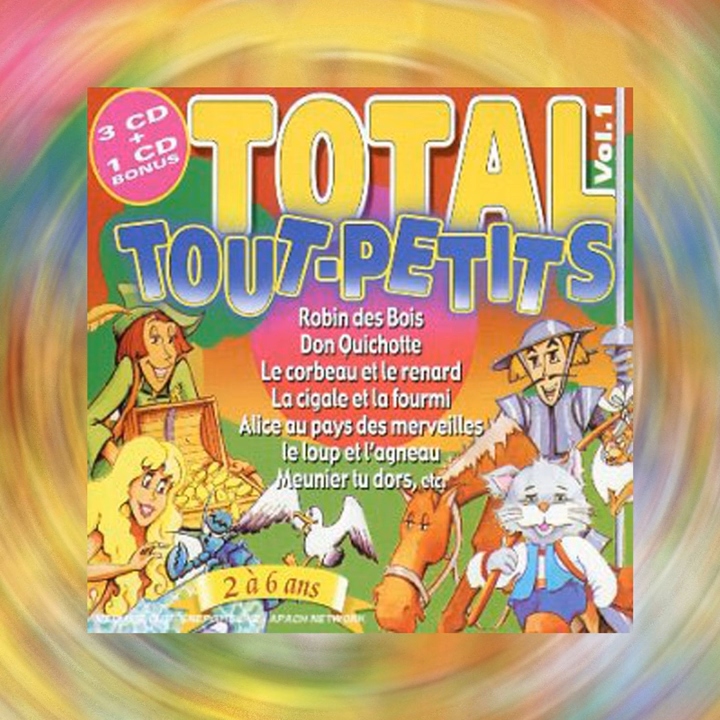 3 CD
+
1 CD
BONUS
TOTAL
Vol.1
TOUT-PETITS
Robin des Bois
Don Quichotte
Le corbeau et le renard
La cigale et la fourmi
Alice au pays des merveilles
le loup et l'agneau
Meunier tu dors, etc.
2 à 6 ans
APACH NETWORK